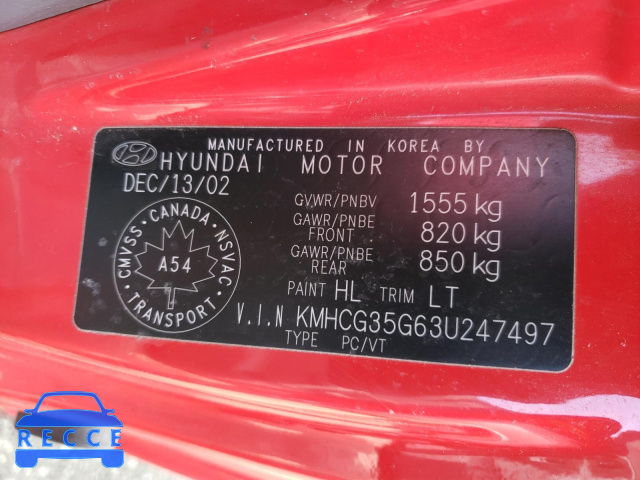 MANUFACTURED IN KOREA BY
HYUNDAI MOTOR COMPANY
DEC/13/02
GVWR/PNBV 1555 kg
GAWR/PNBE FRONT 820 kg
GAWR/PNBE REAR 850 kg
PAINT HL TRIM LT
V.I.N KMHCG35G63U247497
TYPE PC/VT
CMVSS · CANADA · NSVAC
A54
TRANSPORT
RECCE